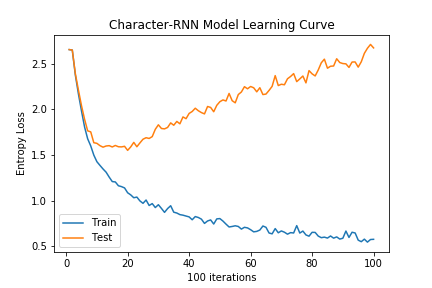 Character-RNN Model Learning Curve
Entropy Loss
2.5
2.0
1.5
1.0
0.5
Train
Test
0 20 40 60 80 100
100 iterations